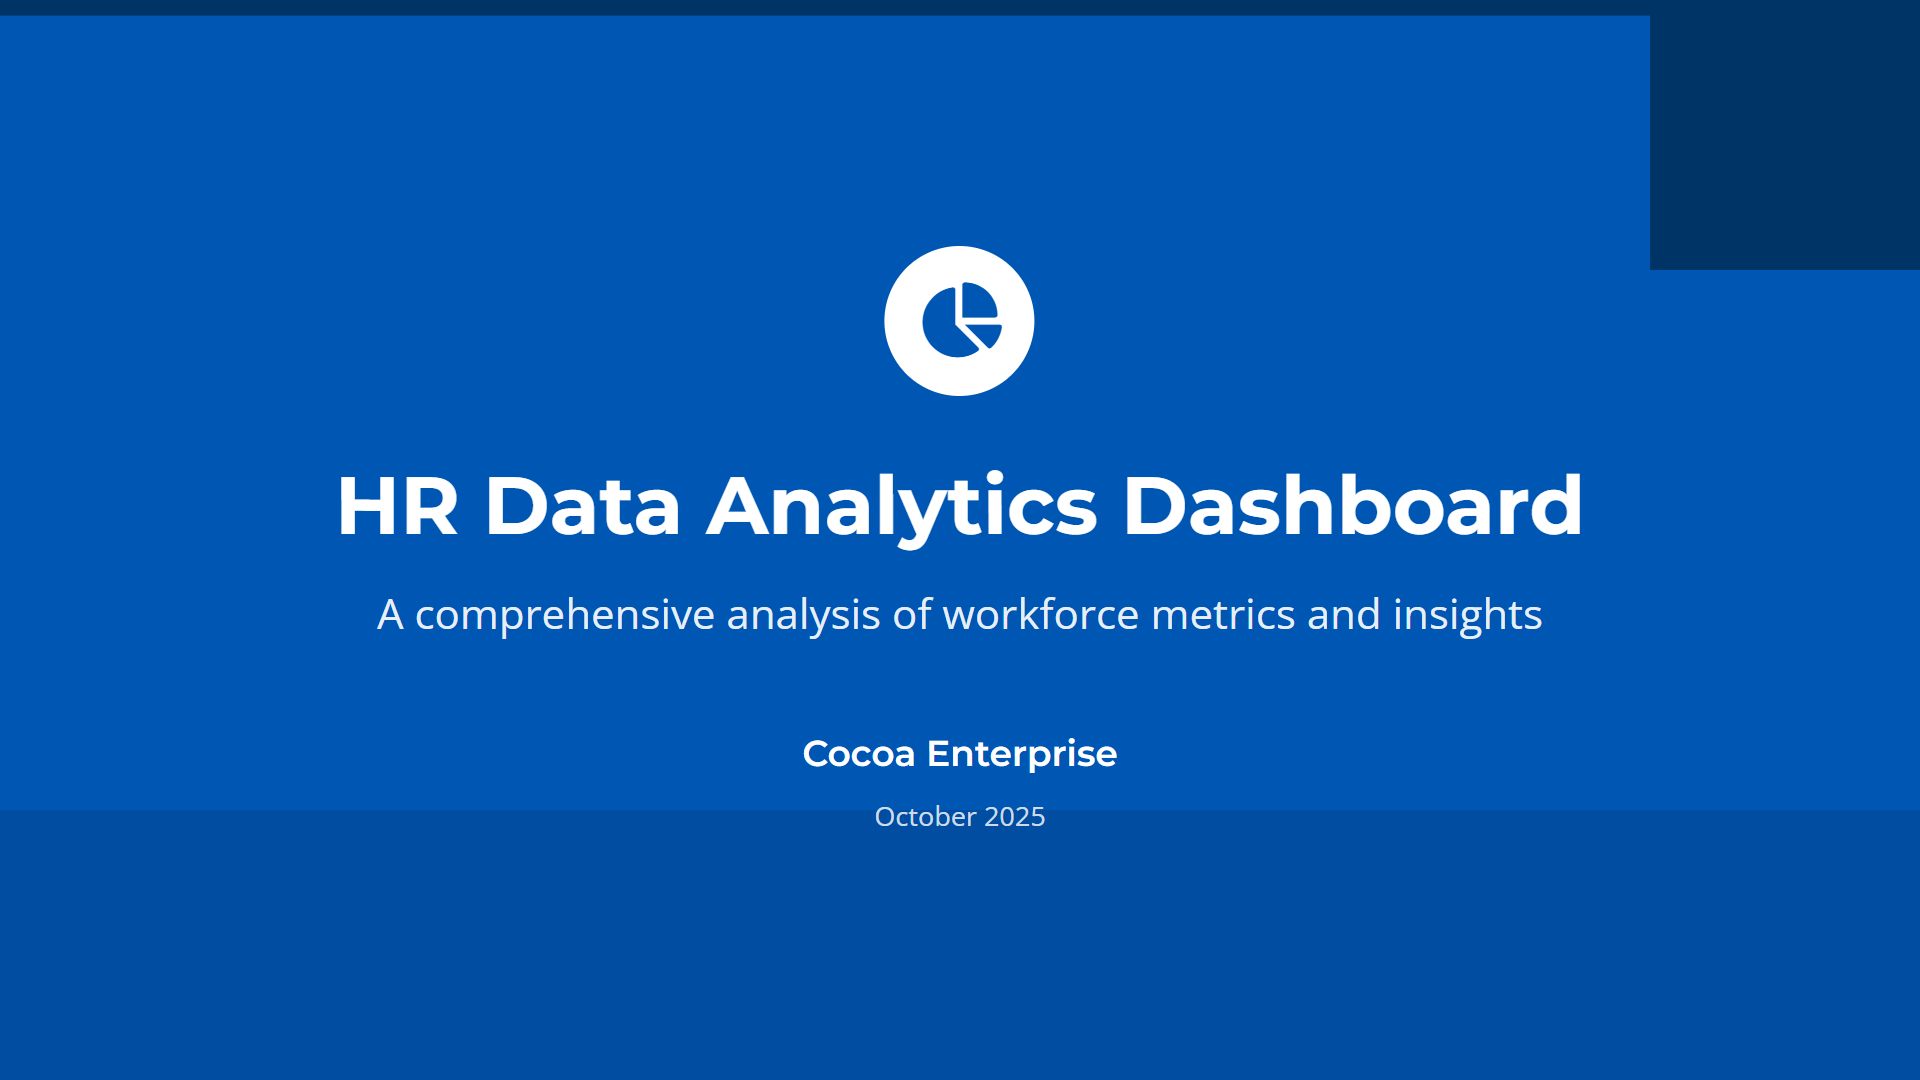 HR Data Analytics Dashboard
A comprehensive analysis of workforce metrics and insights
Cocoa Enterprise
October 2025